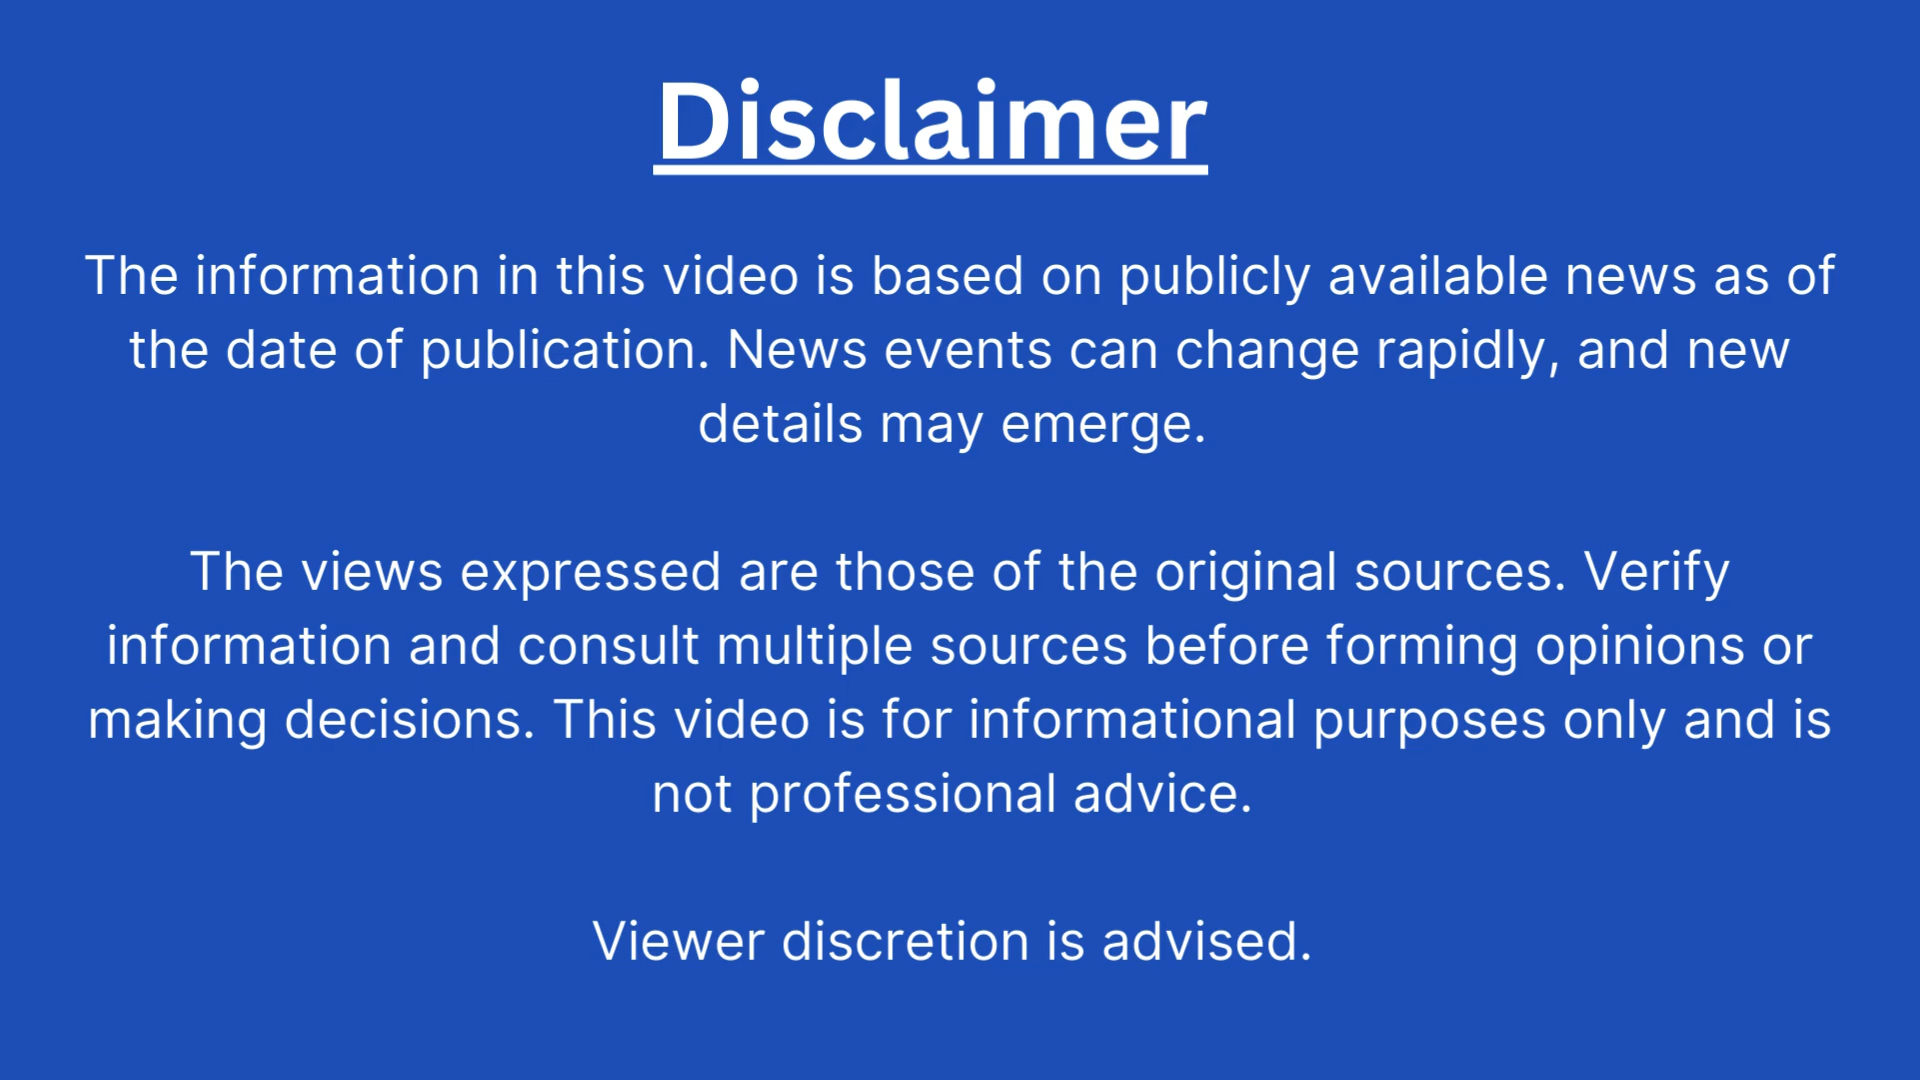 Disclaimer
The information in this video is based on publicly available news as of
the date of publication. News events can change rapidly, and new
details may emerge.
The views expressed are those of the original sources. Verify
information and consult multiple sources before forming opinions or
making decisions. This video is for informational purposes only and is
not professional advice.
Viewer discretion is advised.